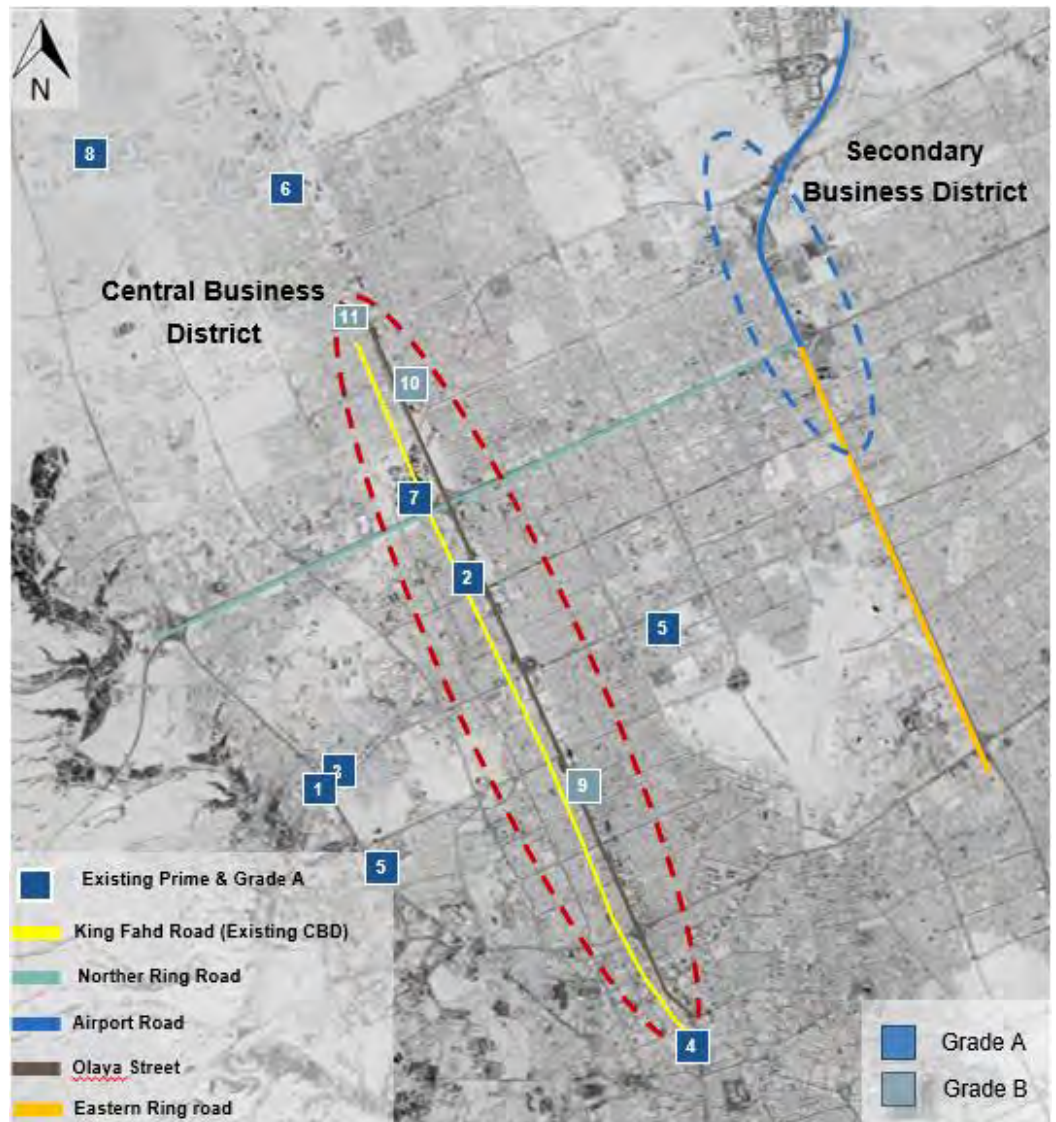 N
8
6
Secondary
Business District
Central Business
District
11
10
7
2
5
3
1
9
5
4
Existing Prime & Grade A
King Fahd Road (Existing CBD)
Norther Ring Road
Airport Road
Olaya Street
Eastern Ring road
Grade A
Grade B